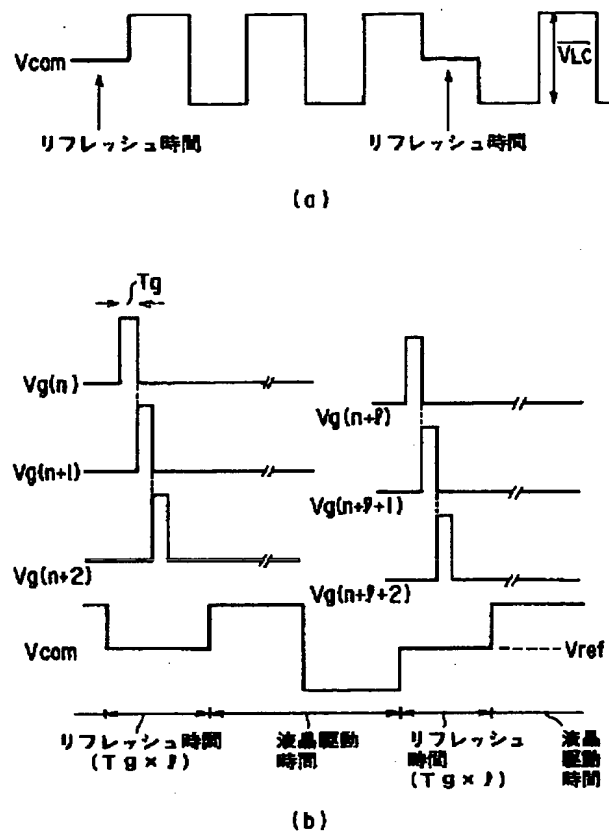 Vcom
VLC
リフレッシュ時間
リフレッシュ時間
(a)
Tg
Vg(n)
Vg(n+1)
Vg(n+2)
Vg(n+ℓ)
Vg(n+ℓ+1)
Vg(n+ℓ+2)
Vcom
Vref
リフレッシュ時間
(Tg×ℓ)
液晶駆動
時間
リフレッシュ
時間
(Tg×ℓ)
液晶
駆動
時間
(b)